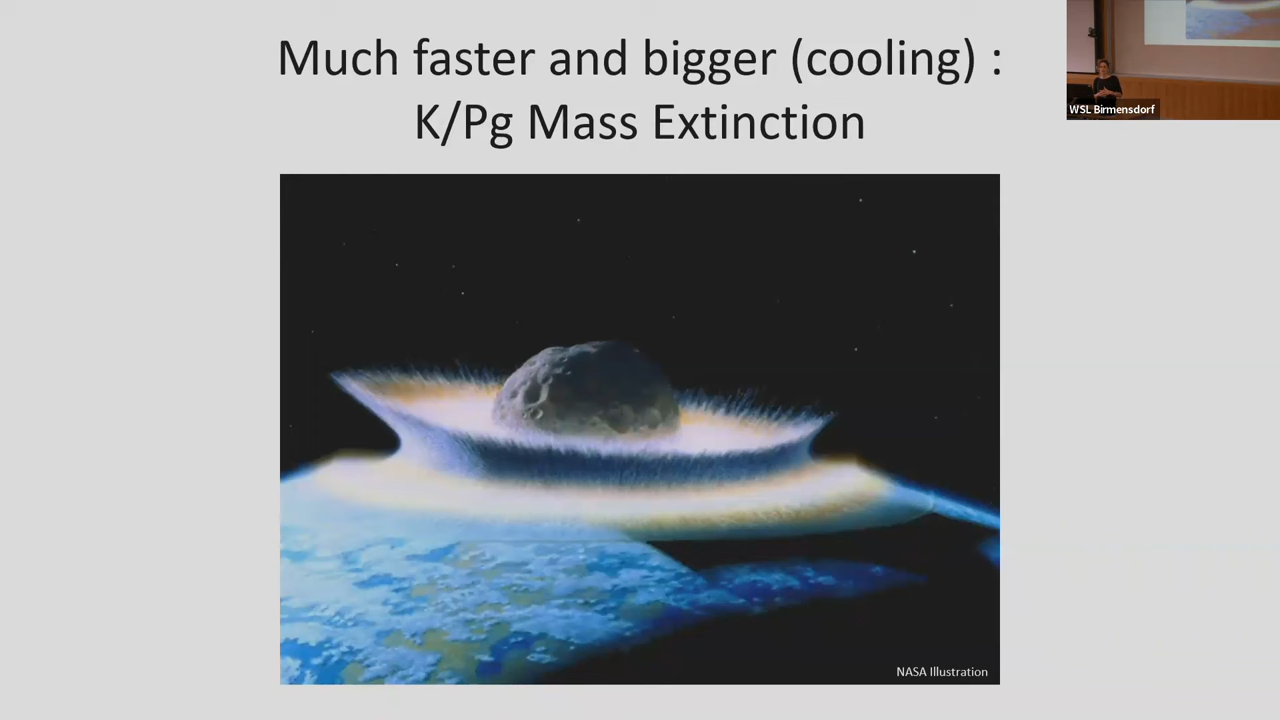 Much faster and bigger (cooling) :
K/Pg Mass Extinction
WSL Birmensdorf
NASA Illustration